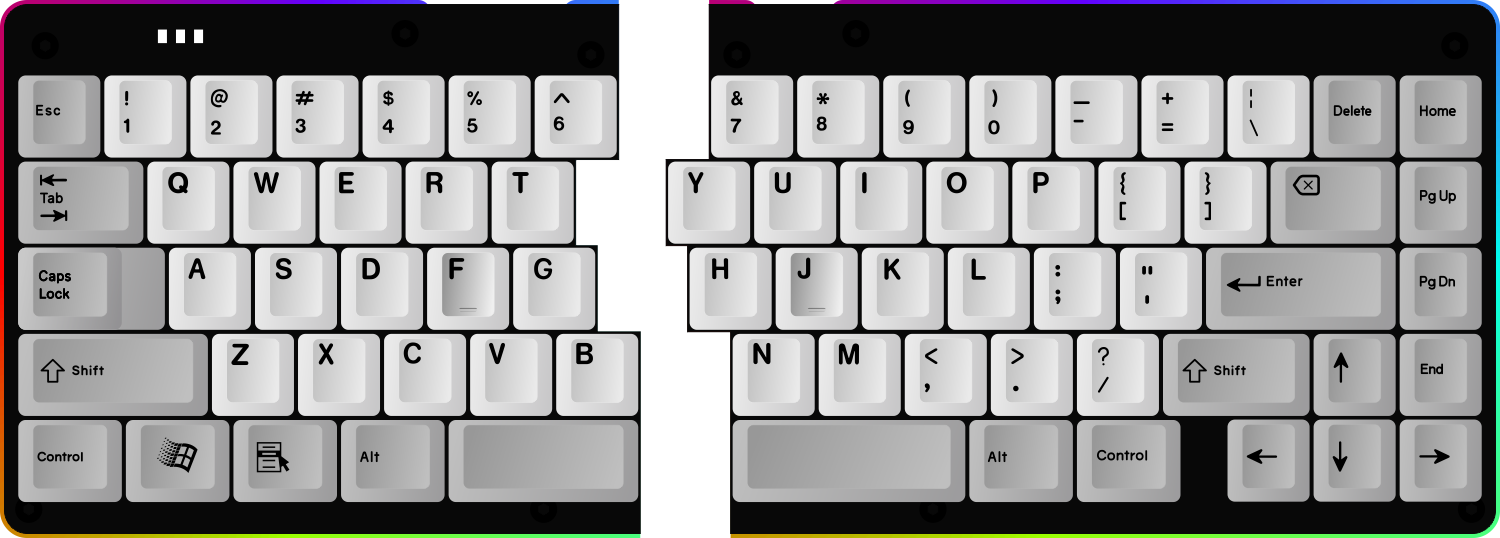 ! @ # $ % ^ & * ( ) _ + ¦
Esc 1 2 3 4 5 6 7 8 9 0 - = \ Delete Home
Tab Q W E R T Y U I O P { [ } ] Pg Up
Caps
Lock A S D F G H J K L : ; " ' Enter Pg Dn
Shift Z X C V B N M < , > . ? / Shift End
Control Alt Alt Control